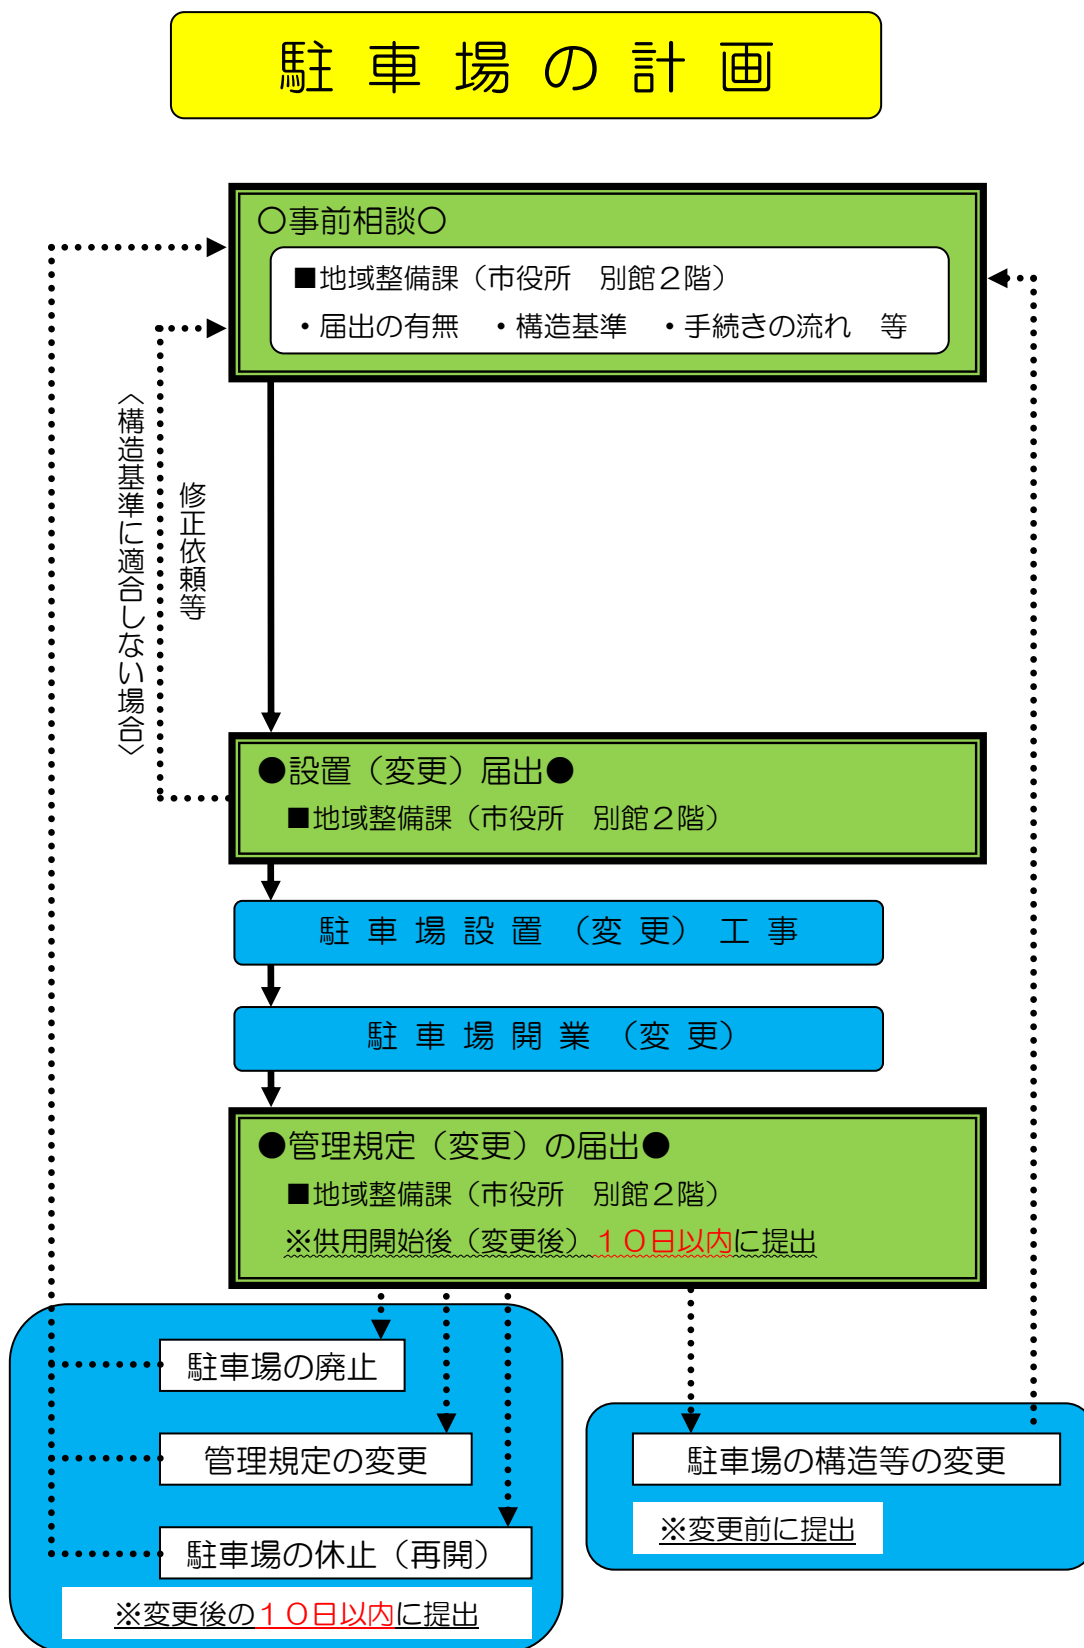 駐車場の計画
〇事前相談〇
■地域整備課（市役所　別館２階）
・届出の有無　・構造基準　・手続きの流れ　等
〈構造基準に適合しない場合〉
修正依頼等
●設置（変更）届出●
■地域整備課（市役所　別館２階）
駐車場設置（変更）工事
駐車場開業（変更）
●管理規定（変更）の届出●
■地域整備課（市役所　別館２階）
※供用開始後（変更後）１０日以内に提出
駐車場の廃止
管理規定の変更
駐車場の休止（再開）
※変更後の１０日以内に提出
駐車場の構造等の変更
※変更前に提出